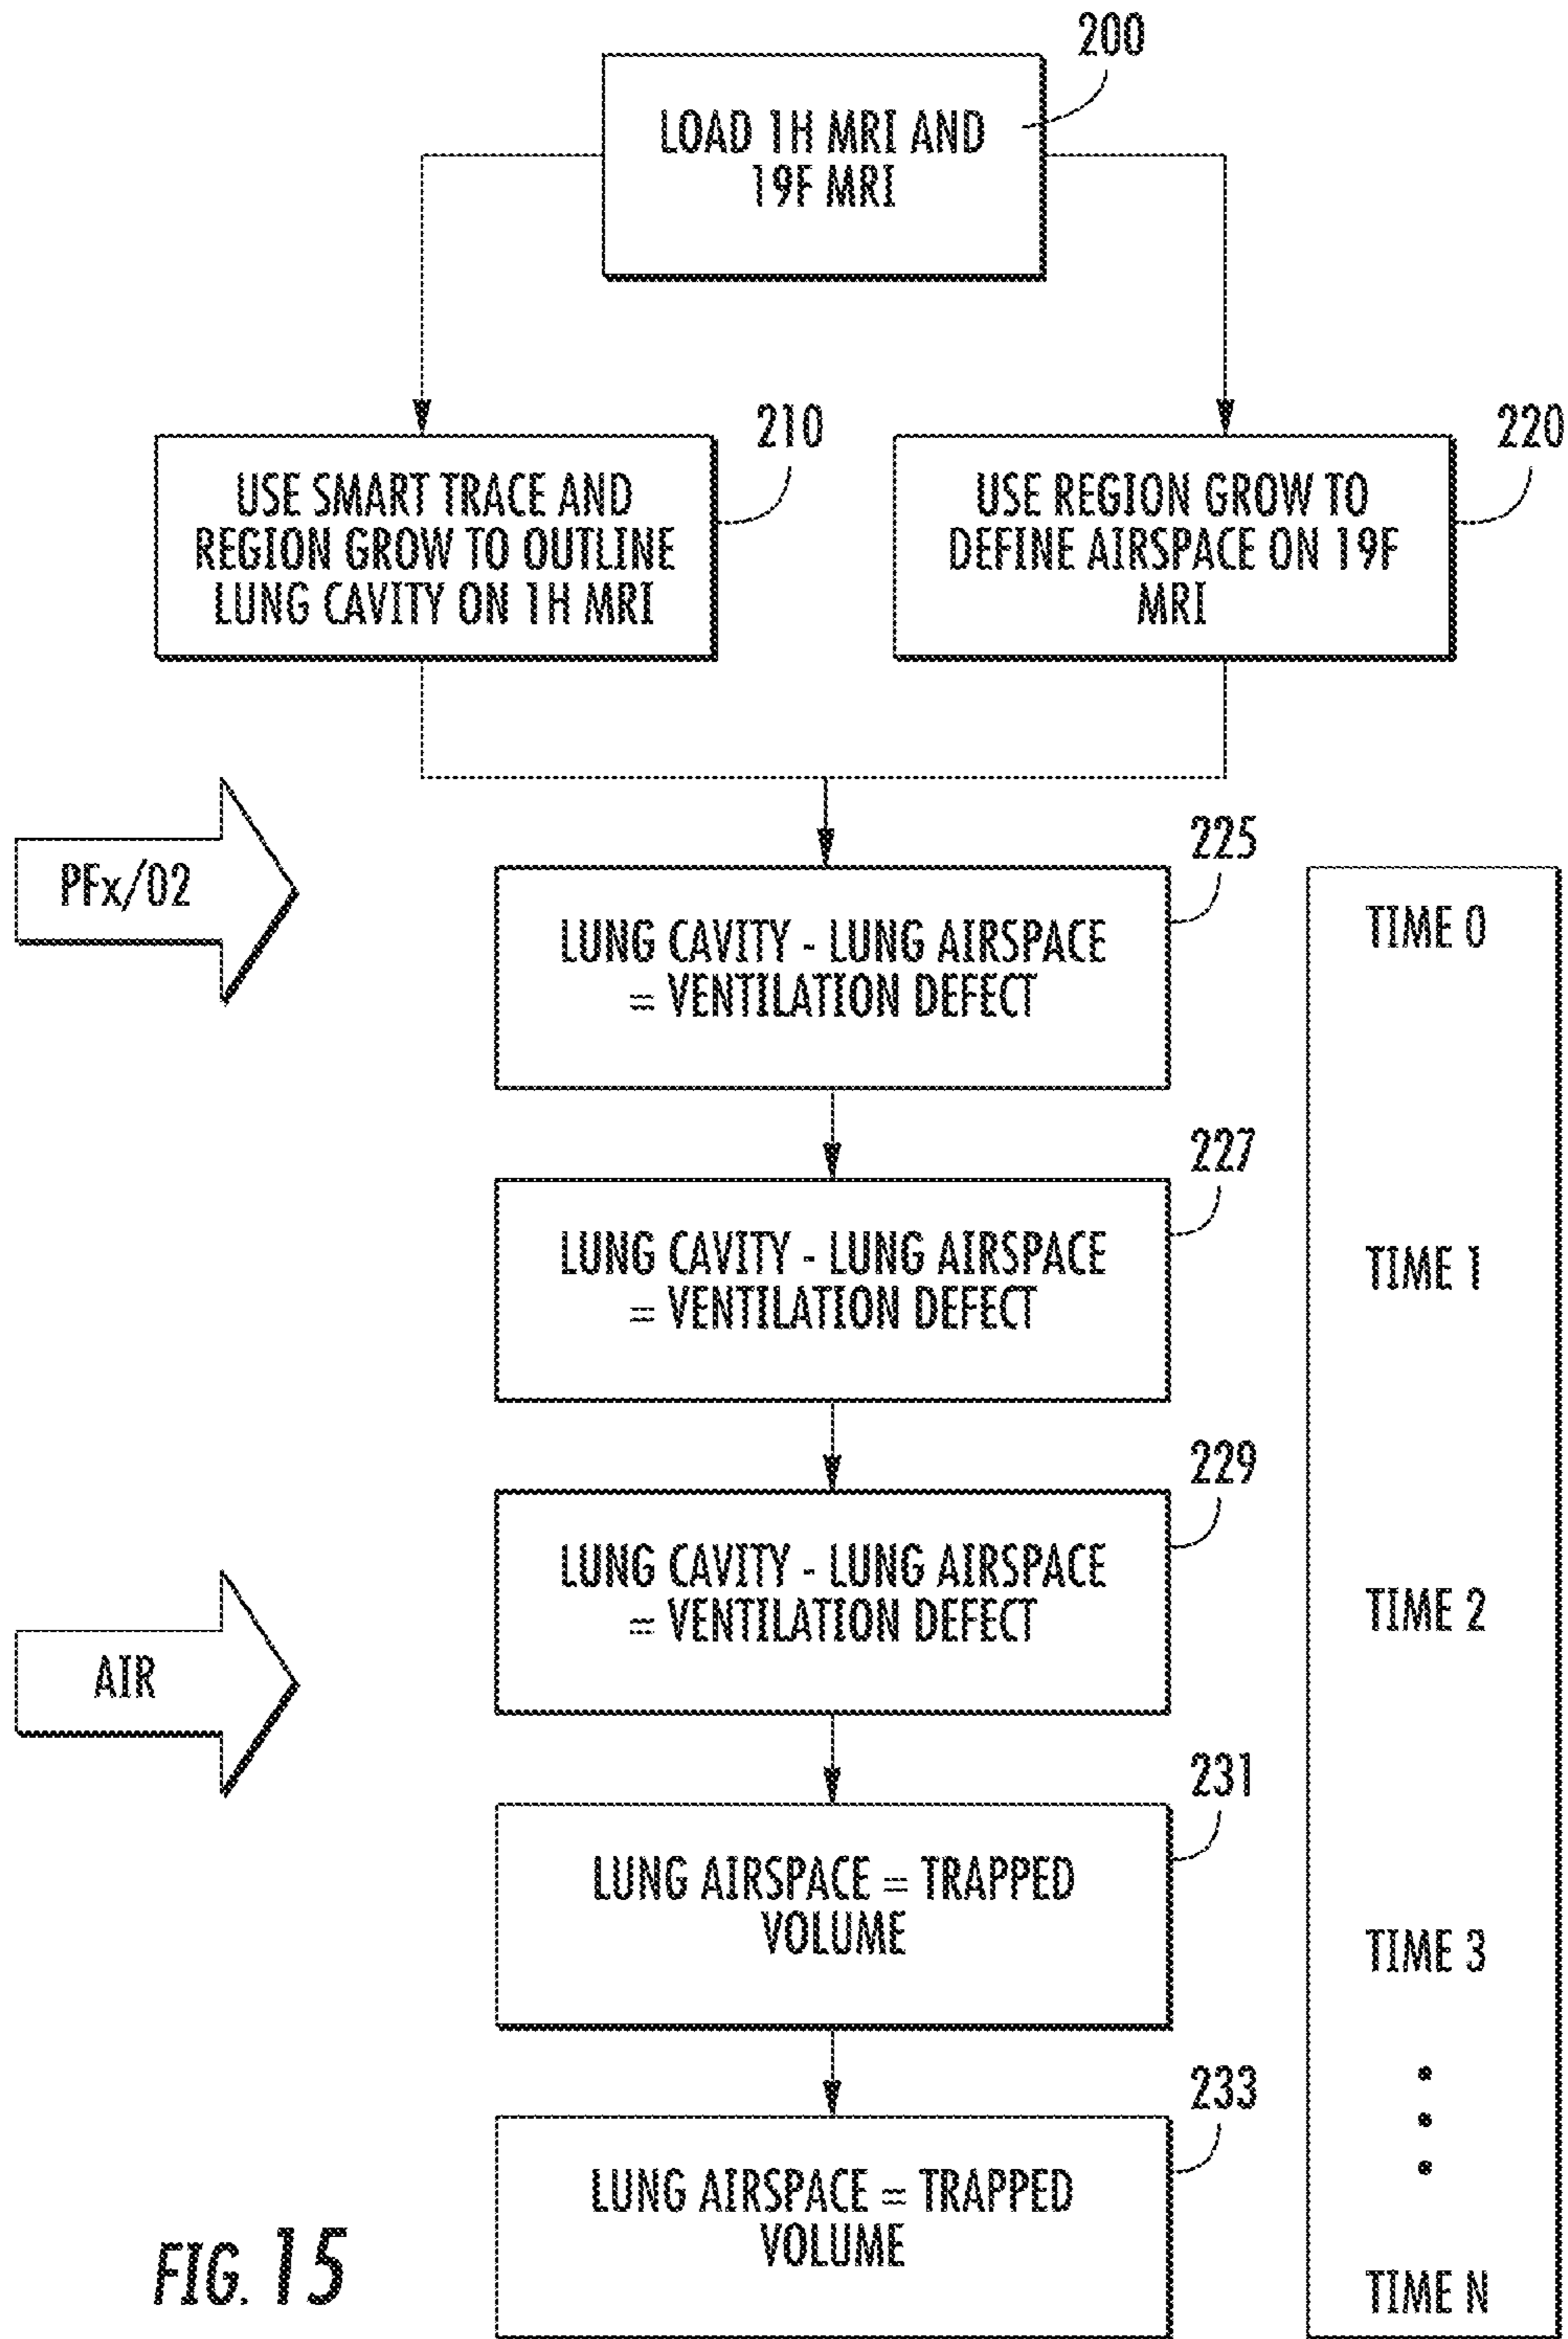 200
LOAD 1H MRI AND
19F MRI
210
USE SMART TRACE AND
REGION GROW TO OUTLINE
LUNG CAVITY ON 1H MRI
220
USE REGION GROW TO
DEFINE AIRSPACE ON 19F
MRI
PFx/02
225
LUNG CAVITY - LUNG AIRSPACE
= VENTILATION DEFECT
TIME 0
227
LUNG CAVITY - LUNG AIRSPACE
= VENTILATION DEFECT
TIME 1
229
LUNG CAVITY - LUNG AIRSPACE
= VENTILATION DEFECT
TIME 2
AIR
231
LUNG AIRSPACE = TRAPPED
VOLUME
TIME 3
233
LUNG AIRSPACE = TRAPPED
VOLUME
TIME N
FIG. 15